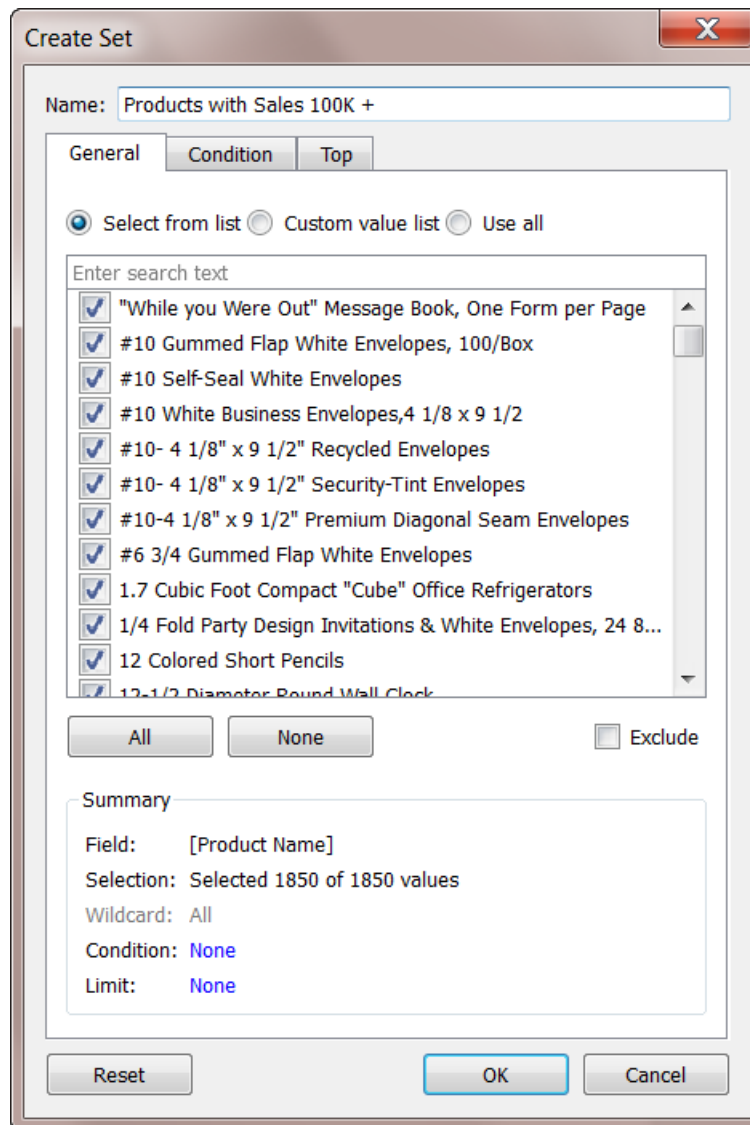 Create Set
X
Name: Products with Sales 100K +
General Condition Top
Select from list Custom value list Use all
Enter search text
"While you Were Out" Message Book, One Form per Page
#10 Gummed Flap White Envelopes, 100/Box
#10 Self-Seal White Envelopes
#10 White Business Envelopes,4 1/8 x 9 1/2
#10- 4 1/8" x 9 1/2" Recycled Envelopes
#10- 4 1/8" x 9 1/2" Security-Tint Envelopes
#10-4 1/8" x 9 1/2" Premium Diagonal Seam Envelopes
#6 3/4 Gummed Flap White Envelopes
1.7 Cubic Foot Compact "Cube" Office Refrigerators
1/4 Fold Party Design Invitations & White Envelopes, 24 8...
12 Colored Short Pencils
12-1/2 Diameter Round Wall Clock
All None Exclude
Summary
Field: [Product Name]
Selection: Selected 1850 of 1850 values
Wildcard: All
Condition: None
Limit: None
Reset OK Cancel